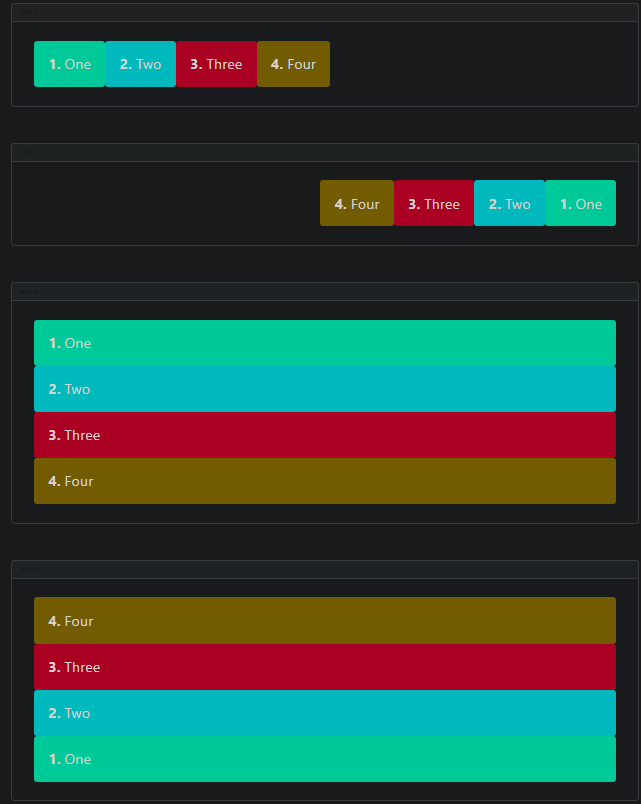 1. One 2. Two 3. Three 4. Four
4. Four 3. Three 2. Two 1. One
1. One
2. Two
3. Three
4. Four
4. Four
3. Three
2. Two
1. One